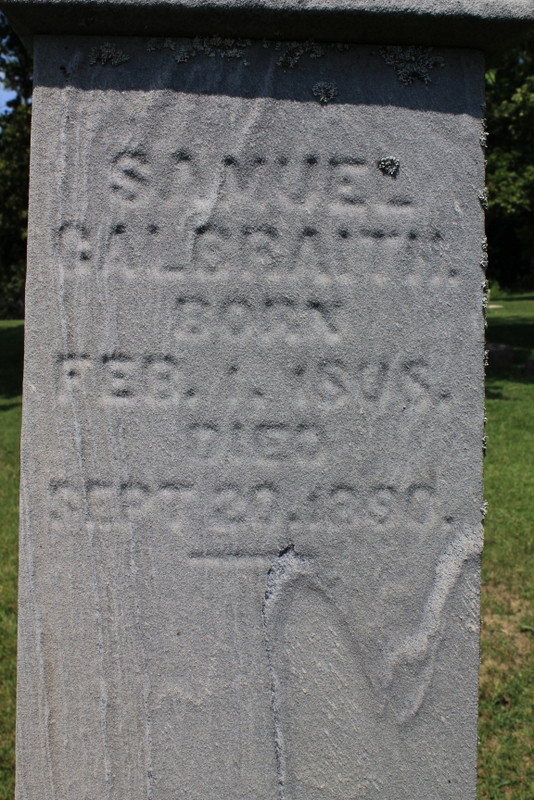 SAMUEL
GALBRAITH.
BORN
FEB.
DIED
SEPT. 20,